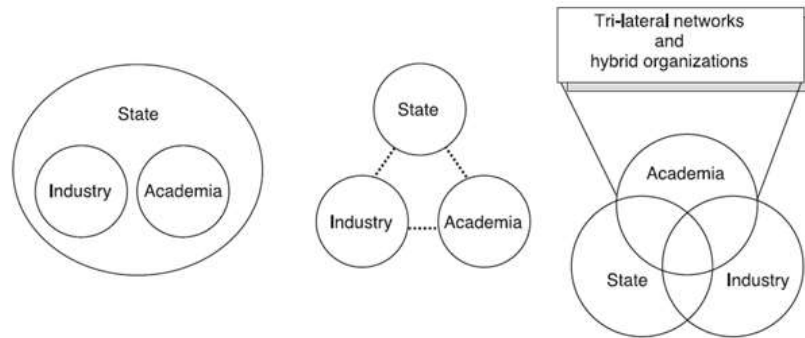 State
Industry
Academia
State
Industry
Academia
Tri-lateral networks
and
hybrid organizations
Academia
State
Industry